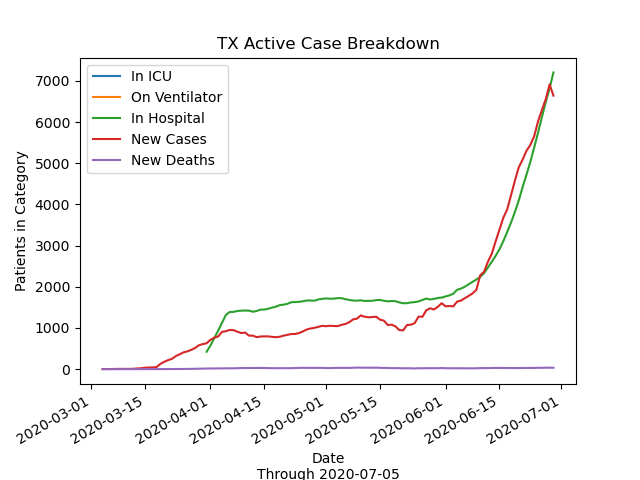 TX Active Case Breakdown
In ICU
On Ventilator
In Hospital
New Cases
New Deaths
Patients in Category
7000
6000
5000
4000
3000
2000
1000
0
2020-03-01
2020-03-15
2020-04-01
2020-04-15
2020-05-01
2020-05-15
2020-06-01
2020-06-15
2020-07-01
Date
Through 2020-07-05